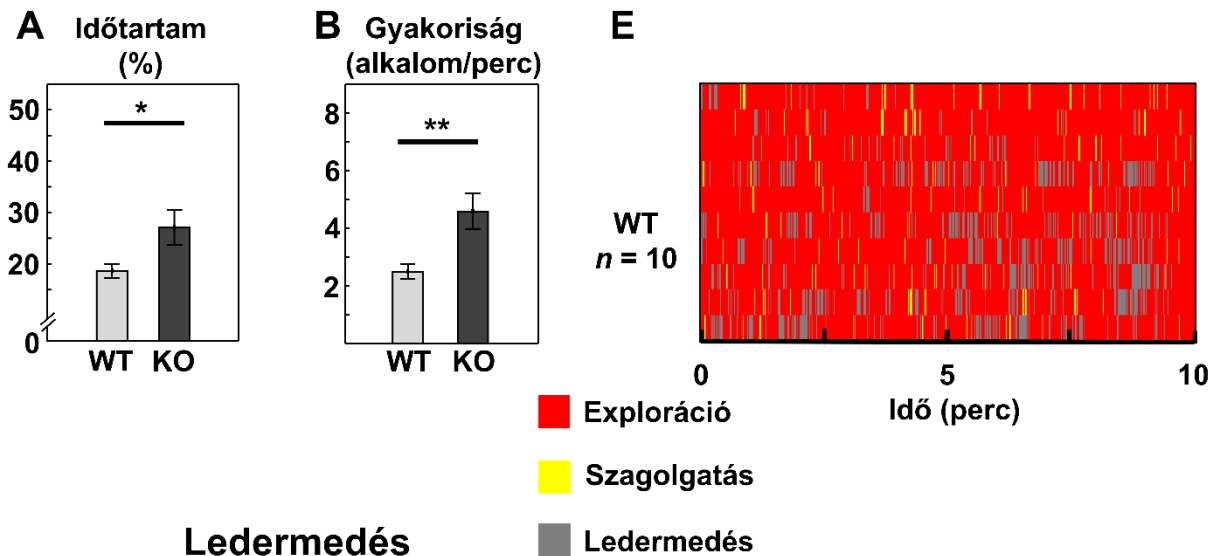 A Időtartam
(%)
50
40
30
20
0
*
WT KO
B Gyakoriság
(alkalom/perc)
8
6
4
2
**
WT KO
E
WT
n = 10
0 5 10
Idő (perc)
Exploráció
Szagolgatás
Ledermedés
Ledermedés